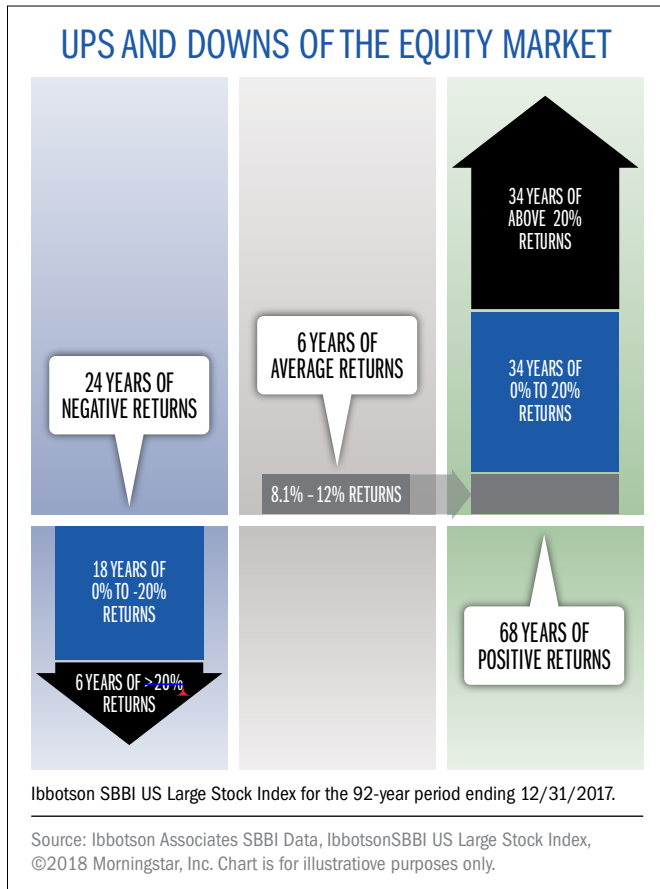 UPS AND DOWNS OF THE EQUITY MARKET
24 YEARS OF
NEGATIVE RETURNS
18 YEARS OF
0% TO -20%
RETURNS
6 YEARS OF >20%
RETURNS
6 YEARS OF
AVERAGE RETURNS
8.1% - 12% RETURNS
34 YEARS OF
ABOVE 20%
RETURNS
34 YEARS OF
0% TO 20%
RETURNS
68 YEARS OF
POSITIVE RETURNS
Ibbotson SBBI US Large Stock Index for the 92-year period ending 12/31/2017.
Source: Ibbotson Associates SBBI Data, IbbotsonSBBI US Large Stock Index,
©2018 Morningstar, Inc. Chart is for illustratiove purposes only.